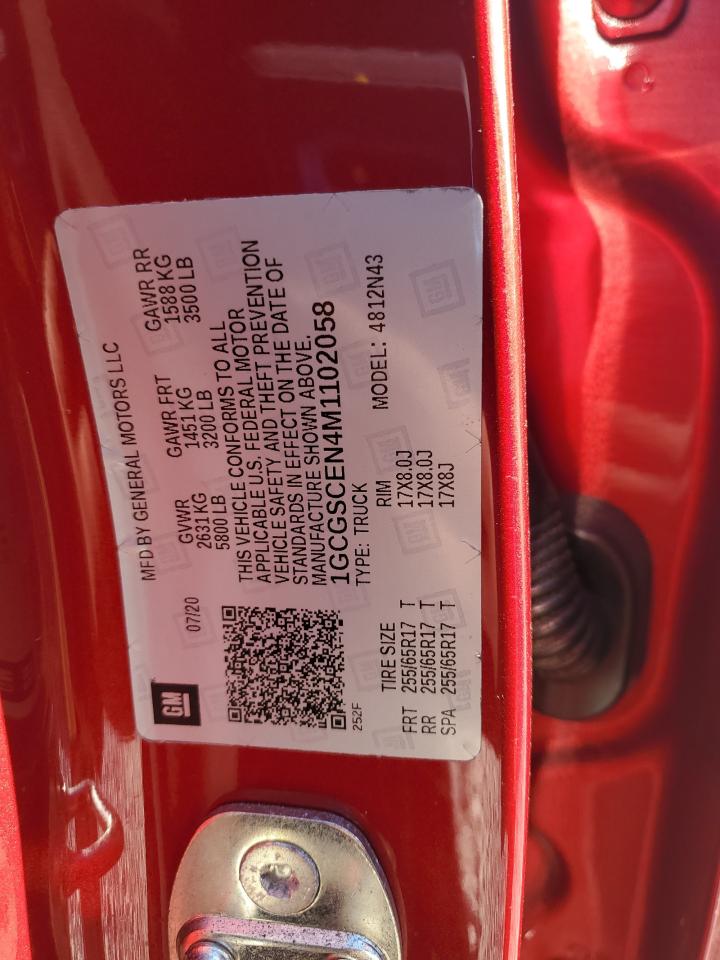 GM
07/20
MFD BY GENERAL MOTORS LLC
GVWR GAWR FRT GAWR RR
2631 KG 1451 KG 1588 KG
5800 LB 3200 LB 3500 LB
THIS VEHICLE CONFORMS TO ALL
APPLICABLE U.S. FEDERAL MOTOR
VEHICLE SAFETY AND THEFT PREVENTION
STANDARDS IN EFFECT ON THE DATE OF
MANUFACTURE SHOWN ABOVE.
1GCGSCEN4M1102058
252F
TYPE: TRUCK MODEL: 4812N43
TIRE SIZE RIM
FRT 255/65R17 T 17X8.0J
RR 255/65R17 T 17X8.0J
SPA 255/65R17 T 17X8J